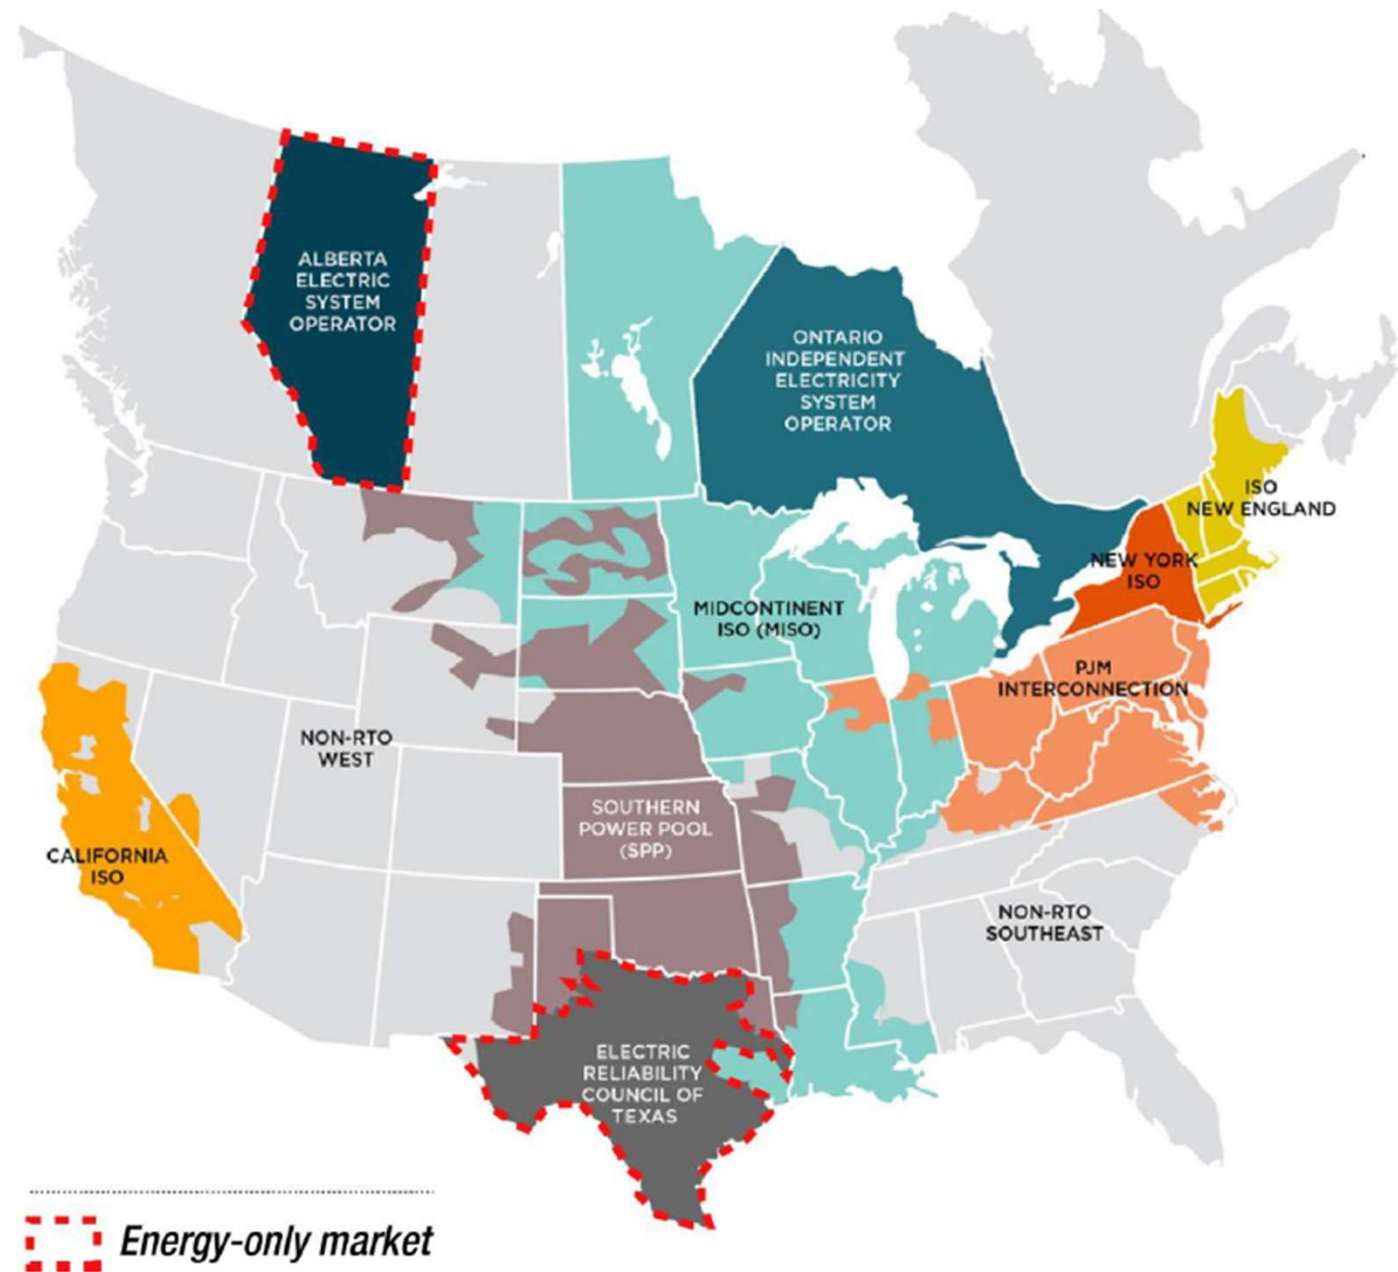 ALBERTA
ELECTRIC
SYSTEM
OPERATOR
ONTARIO
INDEPENDENT
ELECTRICITY
SYSTEM
OPERATOR
ISO
NEW ENGLAND
NEW YORK
ISO
MIDCONTINENT
ISO (MISO)
PJM
INTERCONNECTION
NON-RTO
WEST
SOUTHERN
POWER POOL
(SPP)
CALIFORNIA
ISO
NON-RTO
SOUTHEAST
ELECTRIC
RELIABILITY
COUNCIL OF
TEXAS
Energy-only market